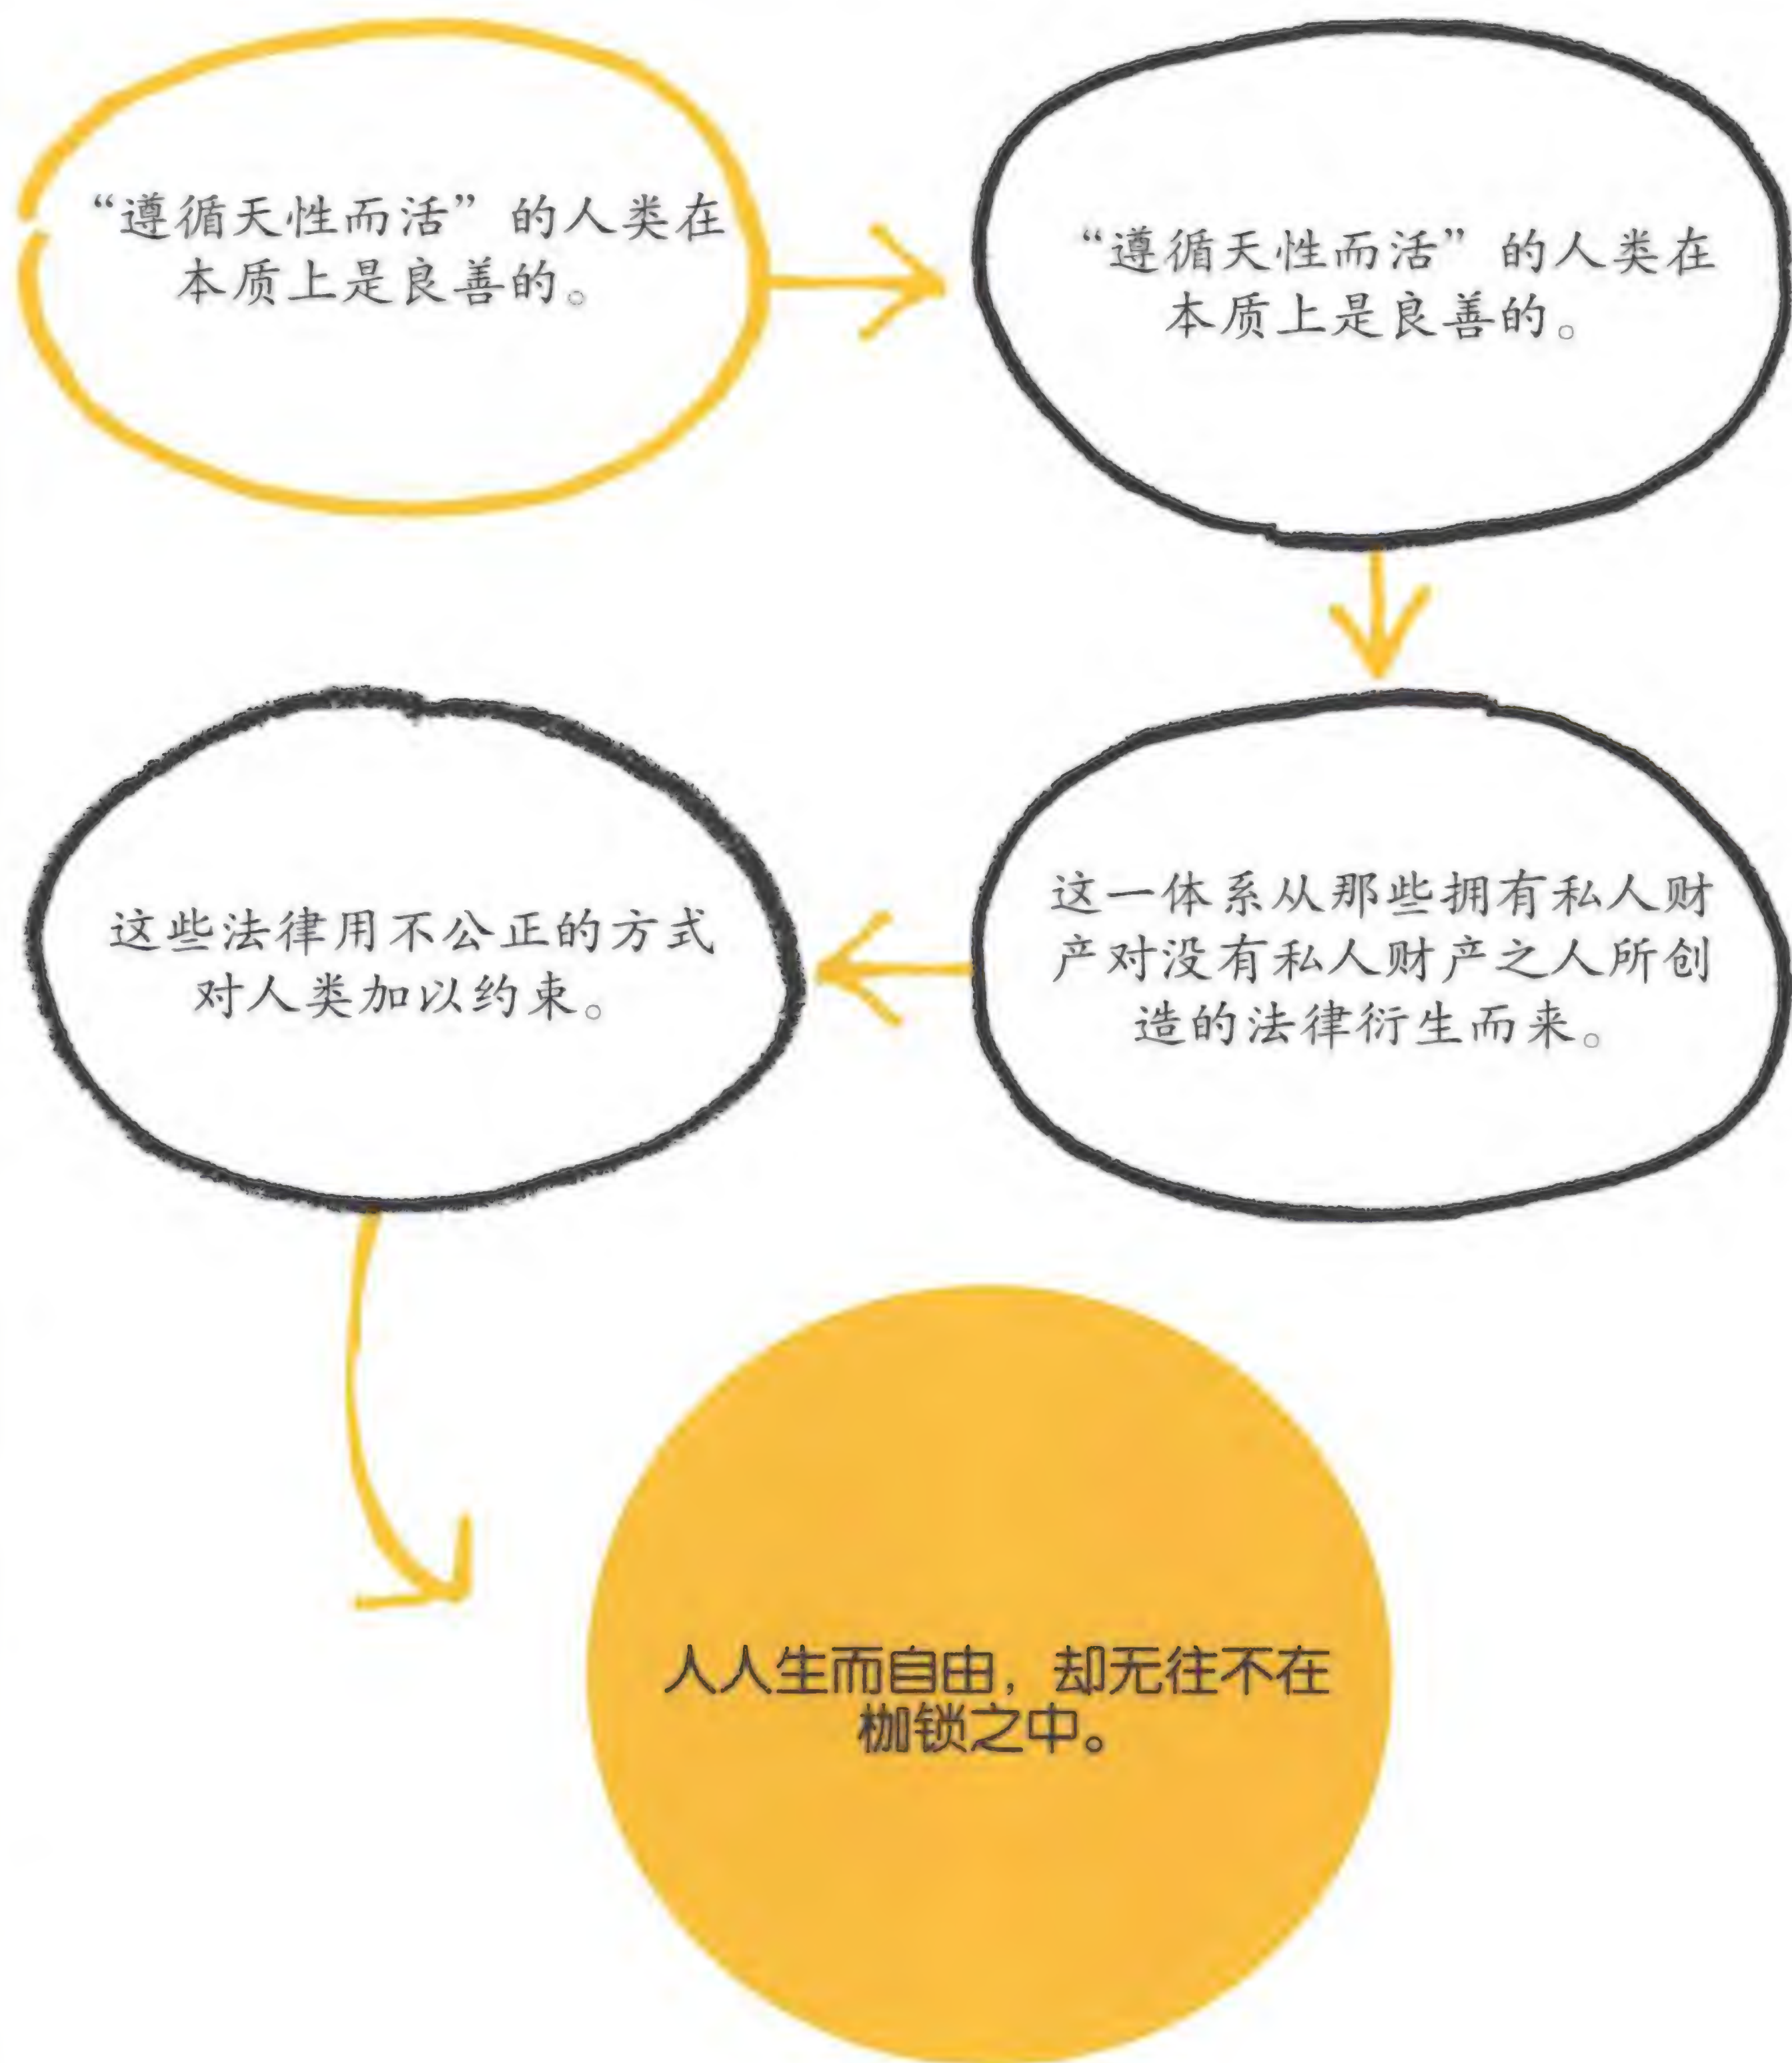 “遵循天性而活”的人类在
本质上是良善的。
“遵循天性而活”的人类在
本质上是良善的。
这一体系从那些拥有私人财
产对没有私人财产之人所创
造的法律衍生而来。
这些法律用不公正的方式
对人类加以约束。
人人生而自由，却无往不在
枷锁之中。